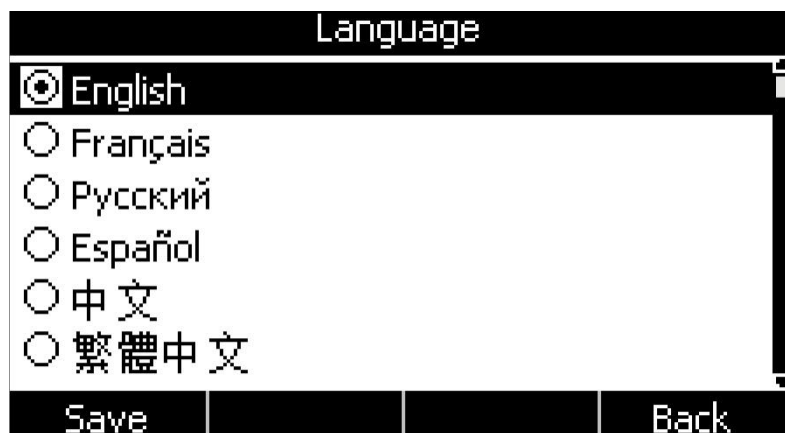 Language
English
Français
Русский
Español
中文
繁體中文
Save Back